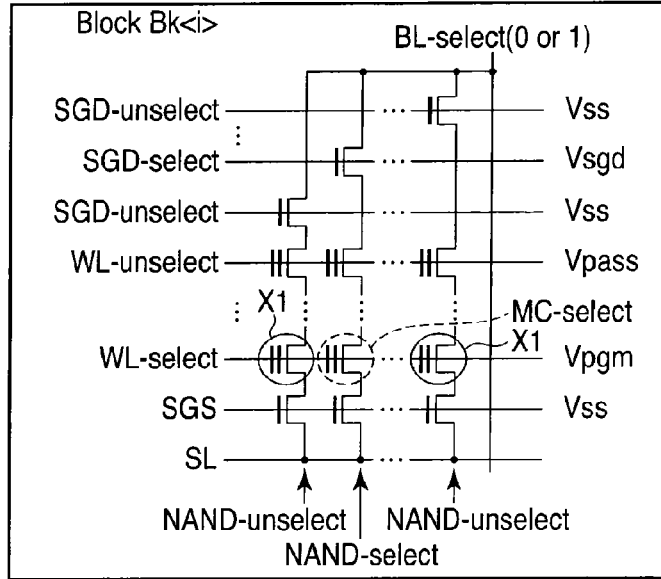 Block Bk<i>
BL-select(0 or 1)
SGD-unselect ... Vss
⋮
SGD-select ... Vsgd
SGD-unselect ... Vss
WL-unselect ... Vpass
⋮ X1 ⋮ ⋮ ⋮ MC-select
WL-select ... X1 Vpgm
SGS ... Vss
SL ...
NAND-unselect NAND-unselect
NAND-select